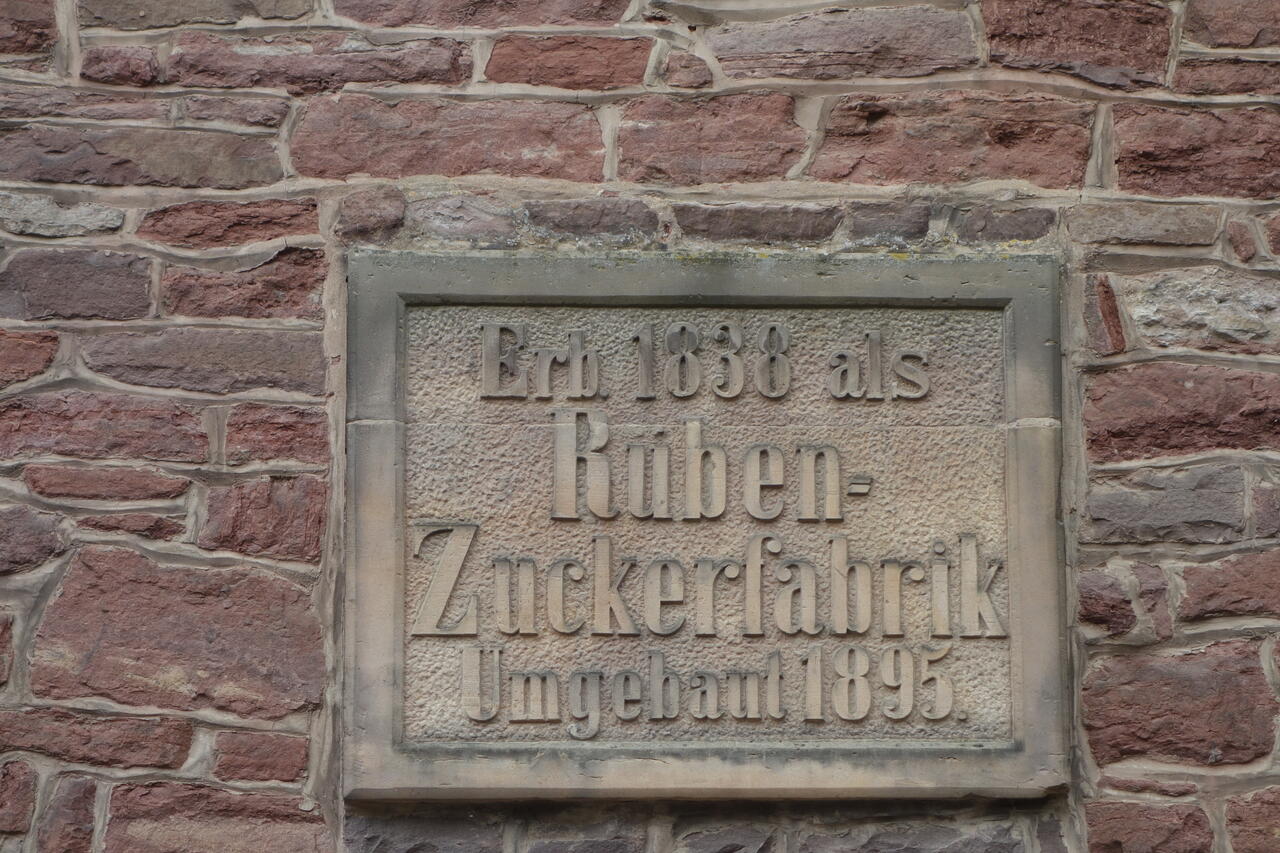 Erb. 1838 als
Rüben-
Zuckerfabrik
Umgebaut 1895.